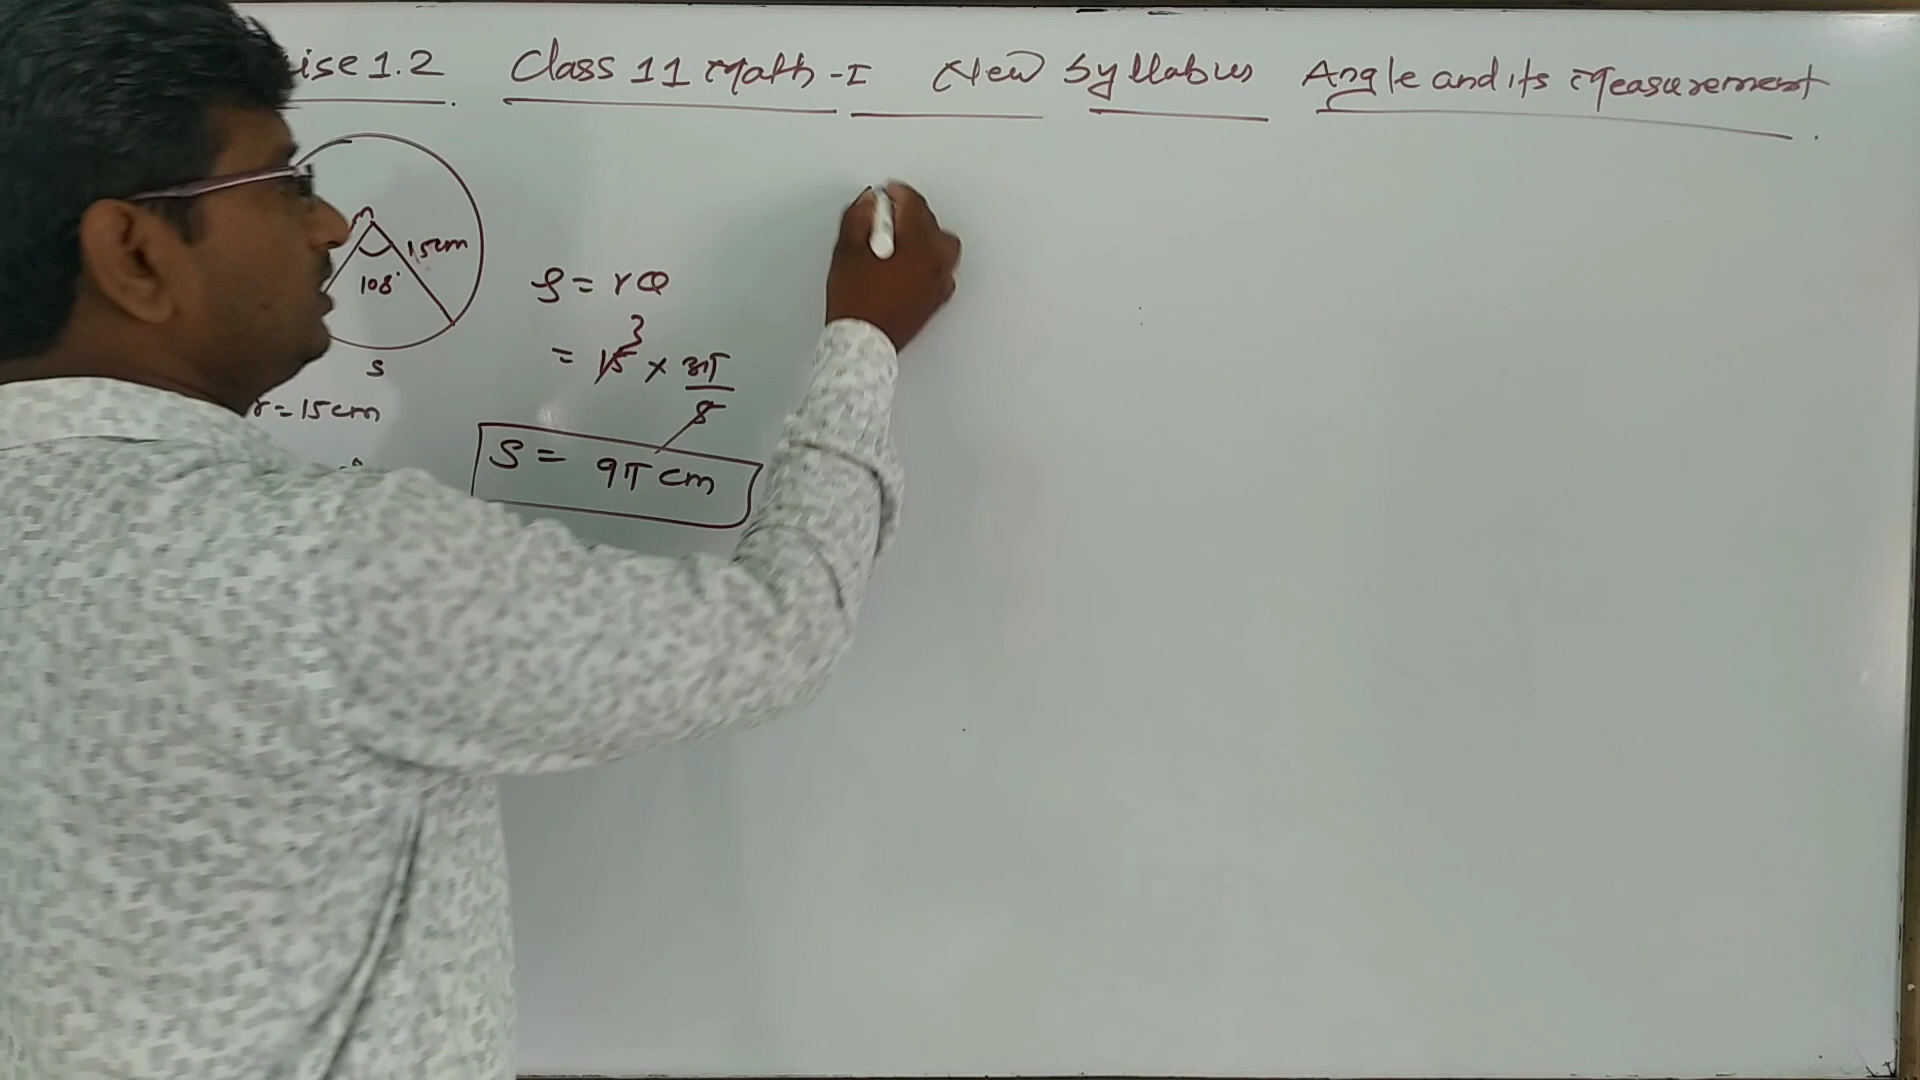 ise 1.2 Class 11 Math-I New Syllabus Angle and its Measurement
15cm
108°
S
r = 15cm
S = rθ
= 15 3 × 3π/5
S = 9π cm